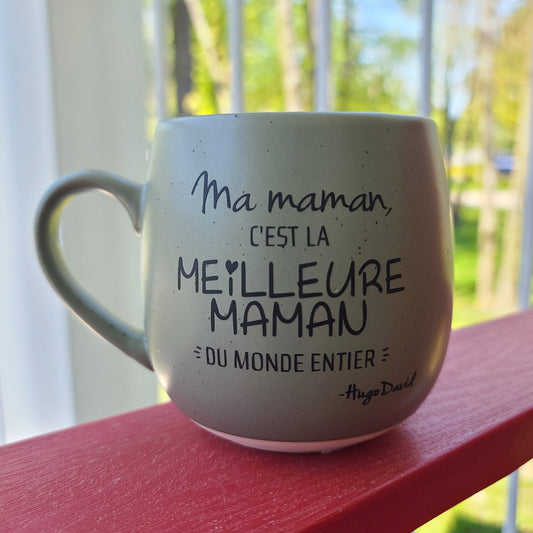 Ma maman,
C'EST LA
MEILLEURE
MAMAN
DU MONDE ENTIER
-Hugo David